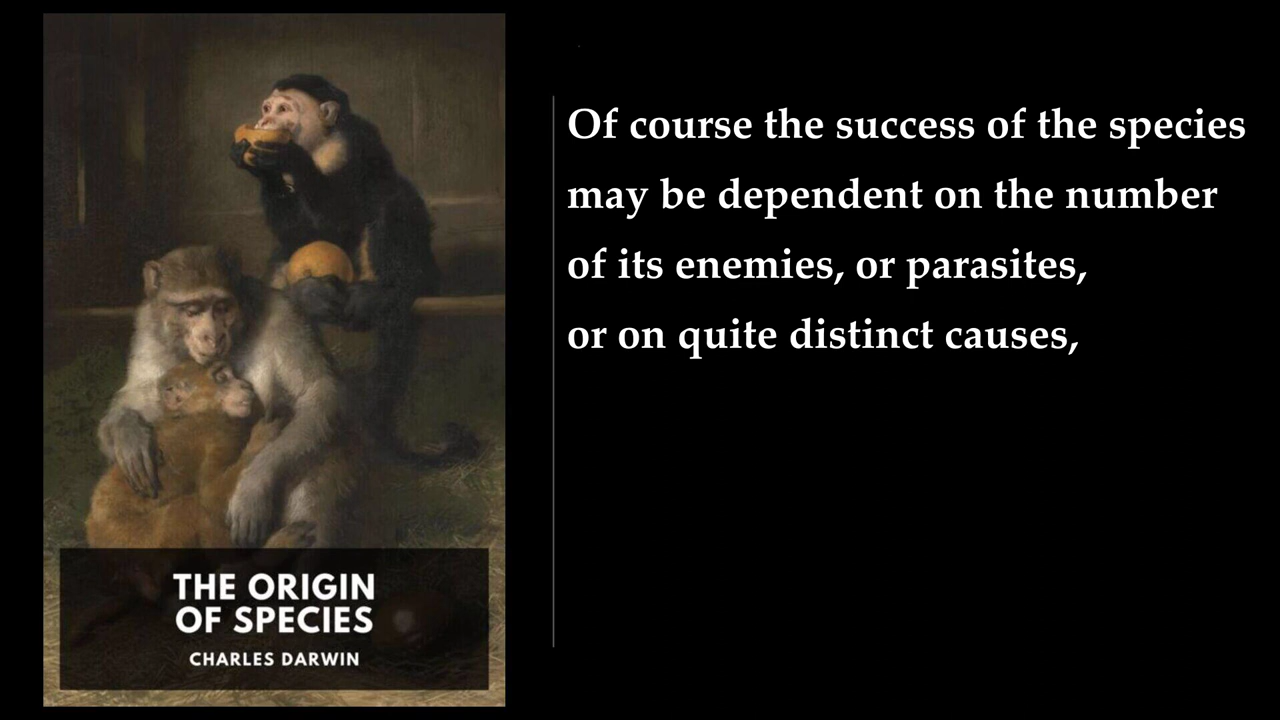 THE ORIGIN
OF SPECIES
CHARLES DARWIN
Of course the success of the species
may be dependent on the number
of its enemies, or parasites,
or on quite distinct causes,